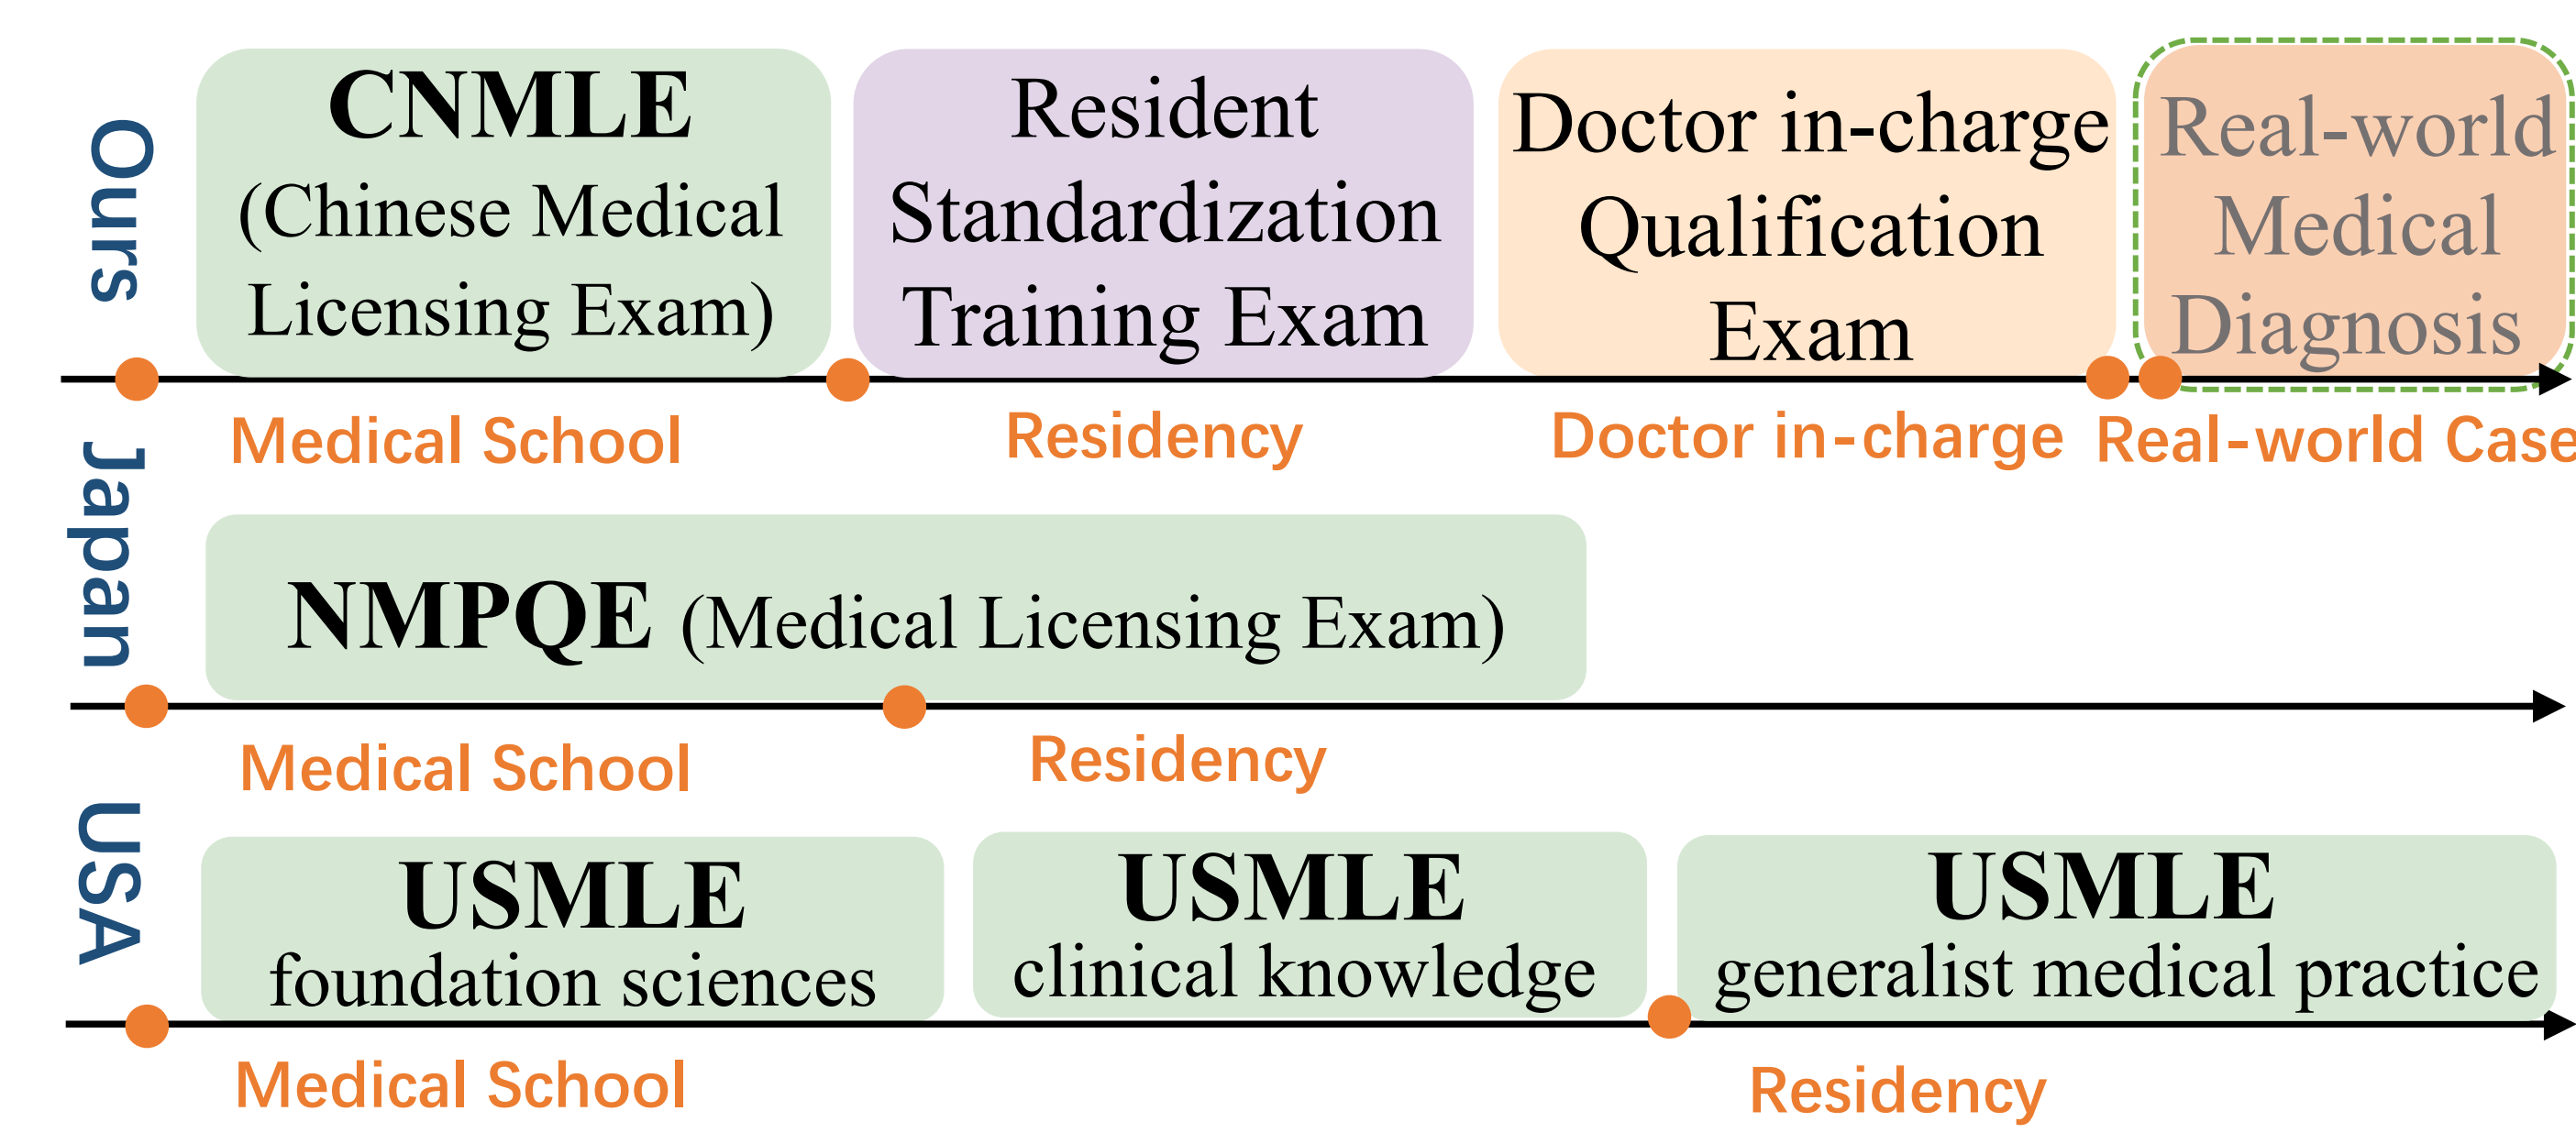 Ours
CNMLE
(Chinese Medical
Licensing Exam)
Resident
Standardization
Training Exam
Doctor in-charge
Qualification
Exam
Real-world
Medical
Diagnosis
Medical School
Residency
Doctor in-charge
Real-world Case
Japan
NMPQE (Medical Licensing Exam)
Medical School
Residency
USA
USMLE
foundation sciences
USMLE
clinical knowledge
USMLE
generalist medical practice
Medical School
Residency